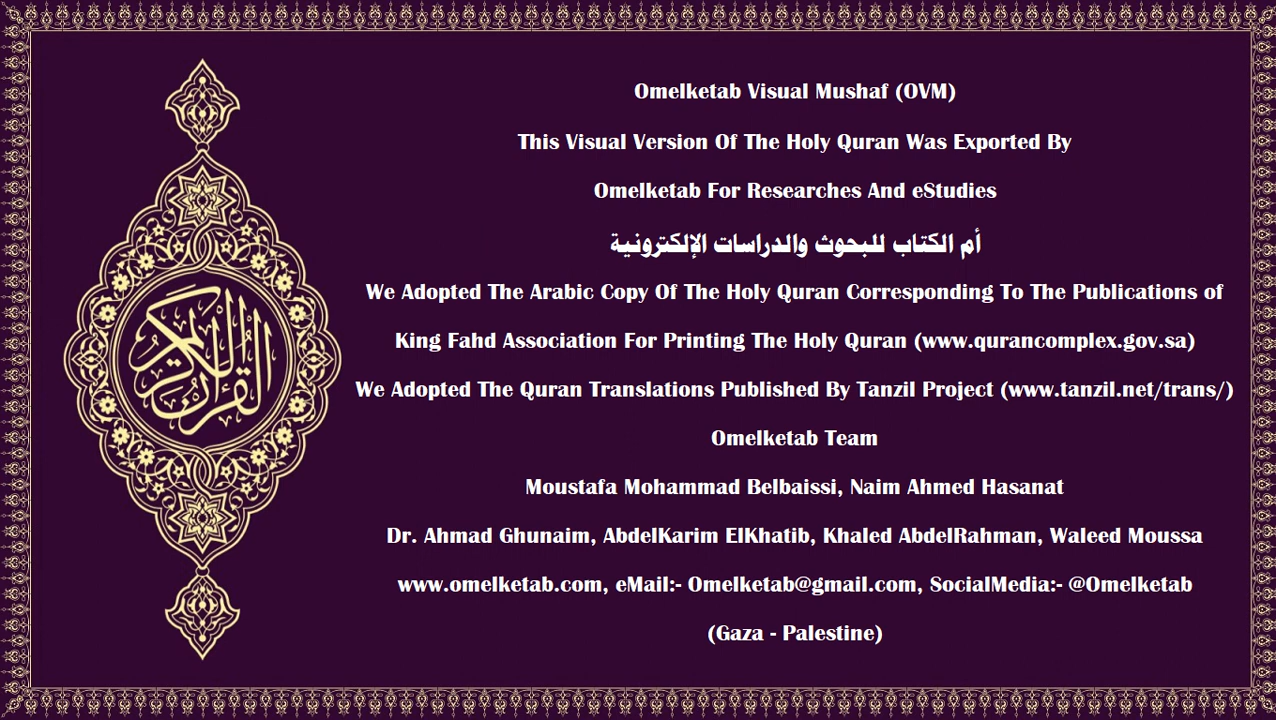 Omelketab Visual Mushaf (OVM)
This Visual Version Of The Holy Quran Was Exported By
Omelketab For Researches And eStudies
أم الكتاب للبحوث والدراسات الإلكترونية
We Adopted The Arabic Copy Of The Holy Quran Corresponding To The Publications of
King Fahd Association For Printing The Holy Quran (www.qurancomplex.gov.sa)
We Adopted The Quran Translations Published By Tanzil Project (www.tanzil.net/trans/)
Omelketab Team
Moustafa Mohammad Belbaissi, Naim Ahmed Hasanat
Dr. Ahmad Ghunaim, AbdelKarim ElKhatib, Khaled AbdelRahman, Waleed Moussa
www.omelketab.com, eMail:- Omelketab@gmail.com, SocialMedia:- @Omelketab
(Gaza - Palestine)
القرآن الكريم